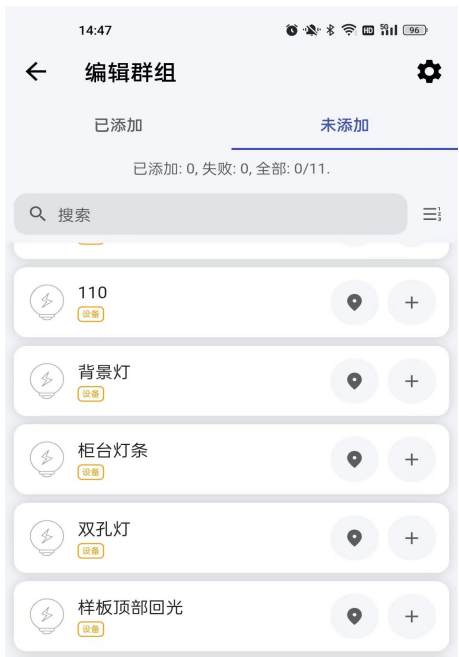 14:47
HD 5G 96
编辑群组
已添加
未添加
已添加: 0, 失败: 0, 全部: 0/11.
搜索
110
设备
背景灯
设备
柜台灯条
设备
双孔灯
设备
样板顶部回光
设备